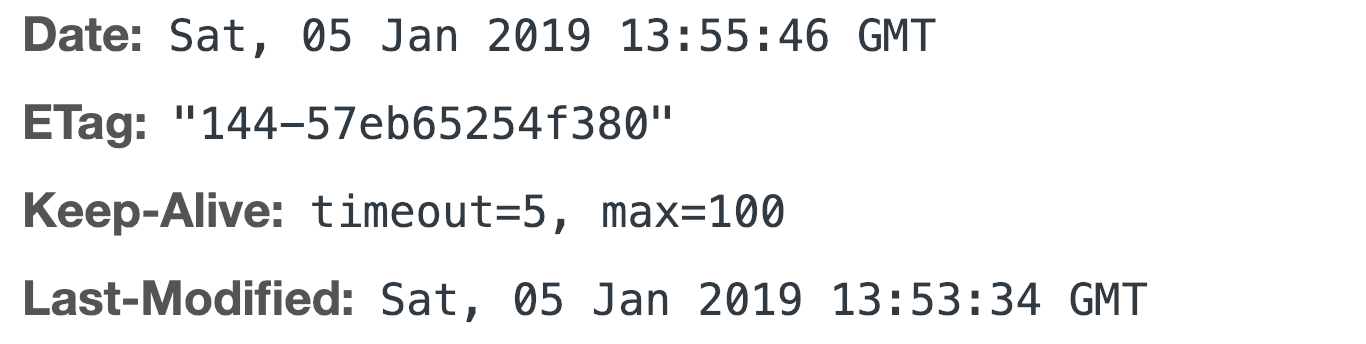 Date: Sat, 05 Jan 2019 13:55:46 GMT
ETag: "144-57eb65254f380"
Keep-Alive: timeout=5, max=100
Last-Modified: Sat, 05 Jan 2019 13:53:34 GMT